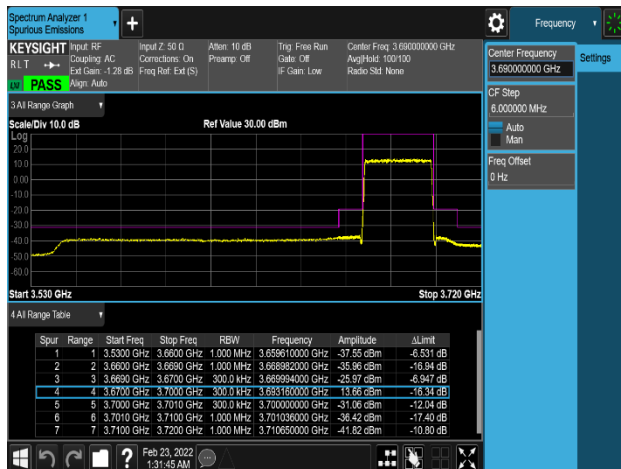 Spectrum Analyzer 1
Spurious Emissions
Frequency
KEYSIGHT
Input: RF
Input Z: 50 Ω
Atten: 10 dB
Trig: Free Run
Center Freq: 3.690000000 GHz
RLT
Coupling: AC
Corrections: On
Preamp: Off
Gate: Off
Avg|Hold: 100/100
Ext Gain: -1.28 dB
Freq Ref: Ext (S)
IF Gain: Low
Radio Std: None
PASS
Align: Auto
Center Frequency
3.690000000 GHz
Settings
CF Step
6.000000 MHz
Auto
Man
Freq Offset
0 Hz
3 All Range Graph
Scale/Div 10.0 dB
Ref Value 30.00 dBm
Log
20.0
10.0
0.00
-10.0
-20.0
-30.0
-40.0
-50.0
-60.0
Start 3.530 GHz
Stop 3.720 GHz
4 All Range Table
Spur Range Start Freq Stop Freq RBW Frequency Amplitude ΔLimit
1 1 3.5300 GHz 3.6600 GHz 1.000 MHz 3.659610000 GHz -37.55 dBm -6.531 dB
2 2 3.6600 GHz 3.6690 GHz 1.000 MHz 3.668982000 GHz -35.96 dBm -16.94 dB
3 3 3.6690 GHz 3.6700 GHz 300.0 kHz 3.669994000 GHz -25.97 dBm -6.947 dB
4 4 3.6700 GHz 3.7000 GHz 300.0 kHz 3.693160000 GHz 13.66 dBm -16.34 dB
5 5 3.7000 GHz 3.7010 GHz 300.0 kHz 3.700000000 GHz -31.06 dBm -12.04 dB
6 6 3.7010 GHz 3.7100 GHz 1.000 MHz 3.701036000 GHz -36.42 dBm -17.40 dB
7 7 3.7100 GHz 3.7200 GHz 1.000 MHz 3.710650000 GHz -41.82 dBm -10.80 dB
Feb 23, 2022
1:31:45 AM